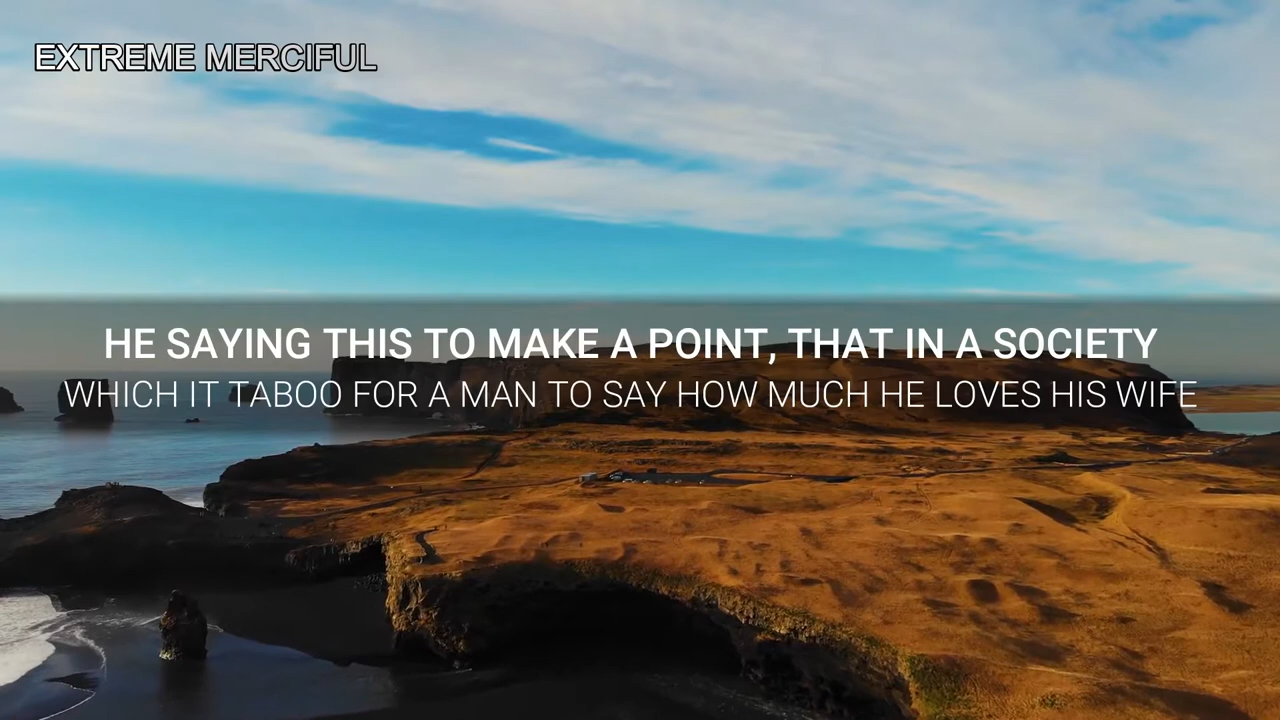 EXTREME MERCIFUL
HE SAYING THIS TO MAKE A POINT, THAT IN A SOCIETY
WHICH IT TABOO FOR A MAN TO SAY HOW MUCH HE LOVES HIS WIFE